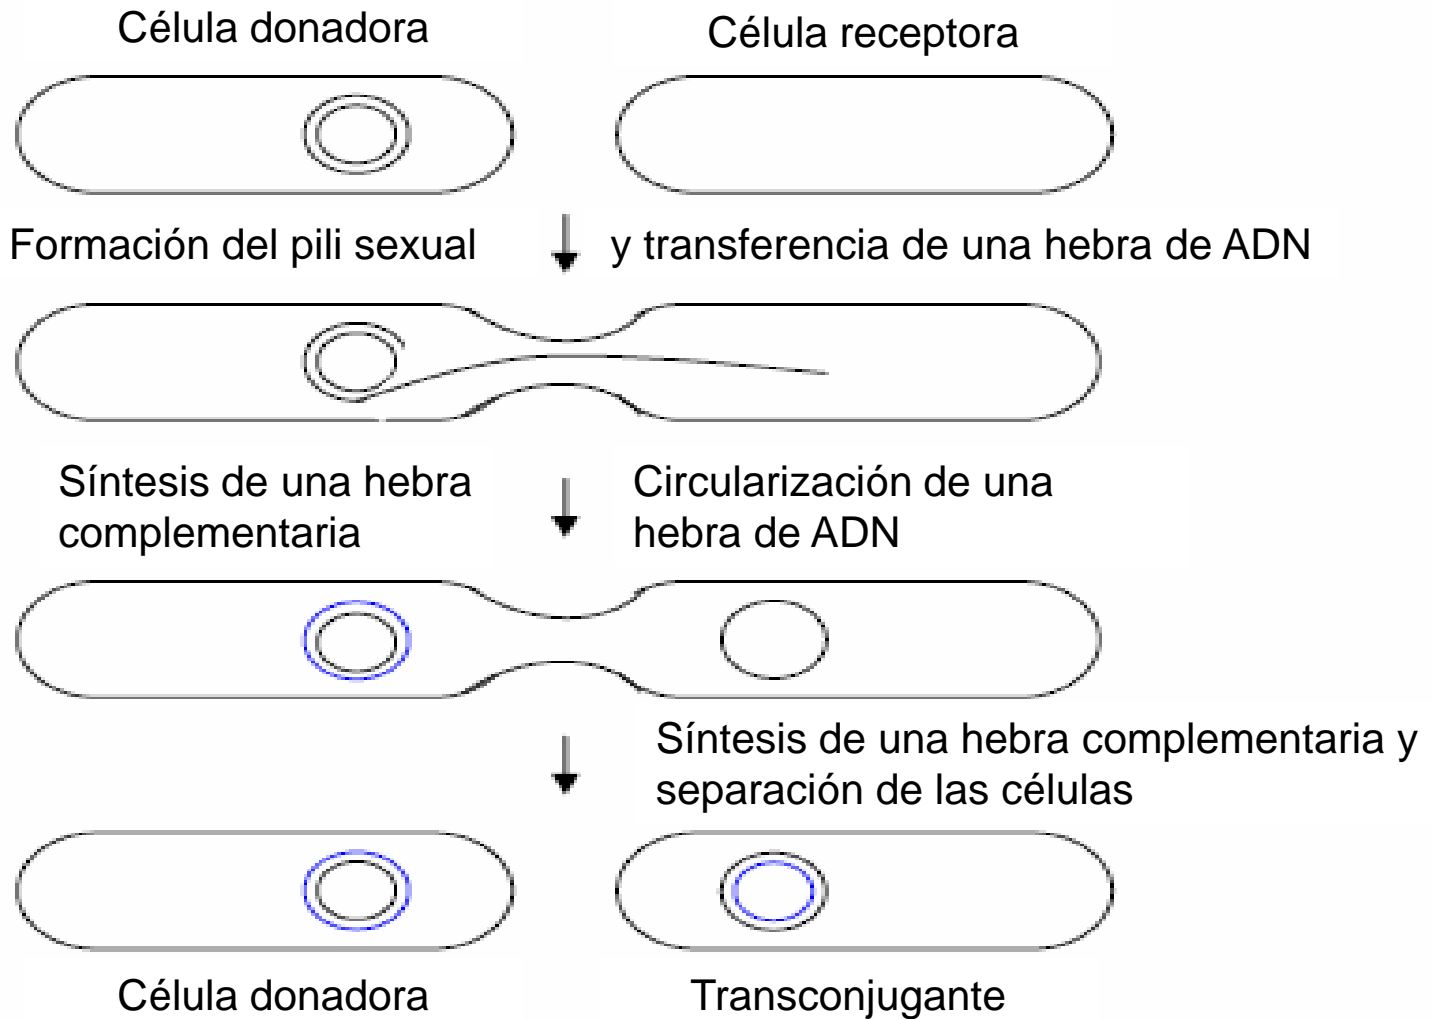 Célula donadora
Célula receptora
Formación del pili sexual
y transferencia de una hebra de ADN
Síntesis de una hebra
complementaria
Circularización de una
hebra de ADN
Síntesis de una hebra complementaria y
separación de las células
Célula donadora
Transconjugante